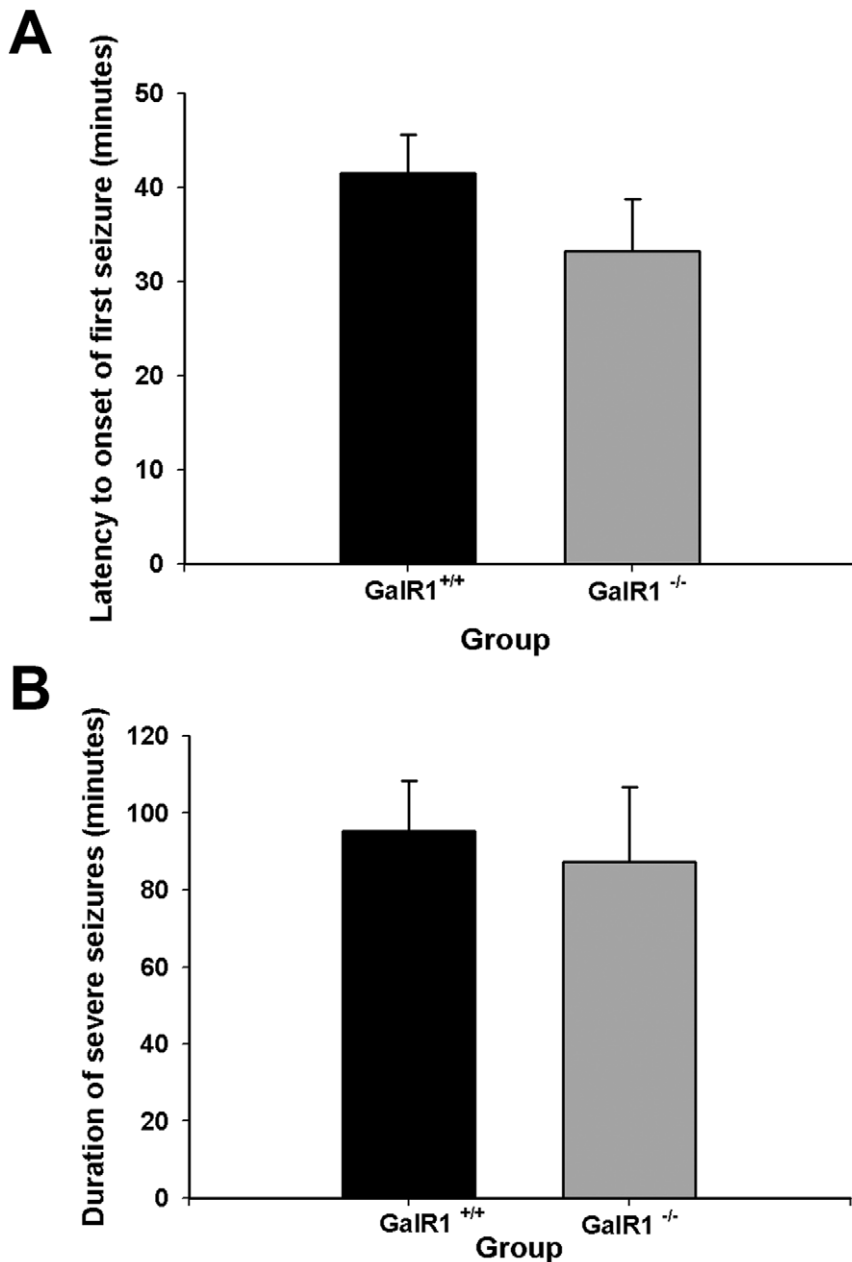 A
Latency to onset of first seizure (minutes)
50
40
30
20
10
0
GalR1+/+
GalR1 -/-
Group
B
Duration of severe seizures (minutes)
120
100
80
60
40
20
0
GalR1 +/+
GalR1 -/-
Group